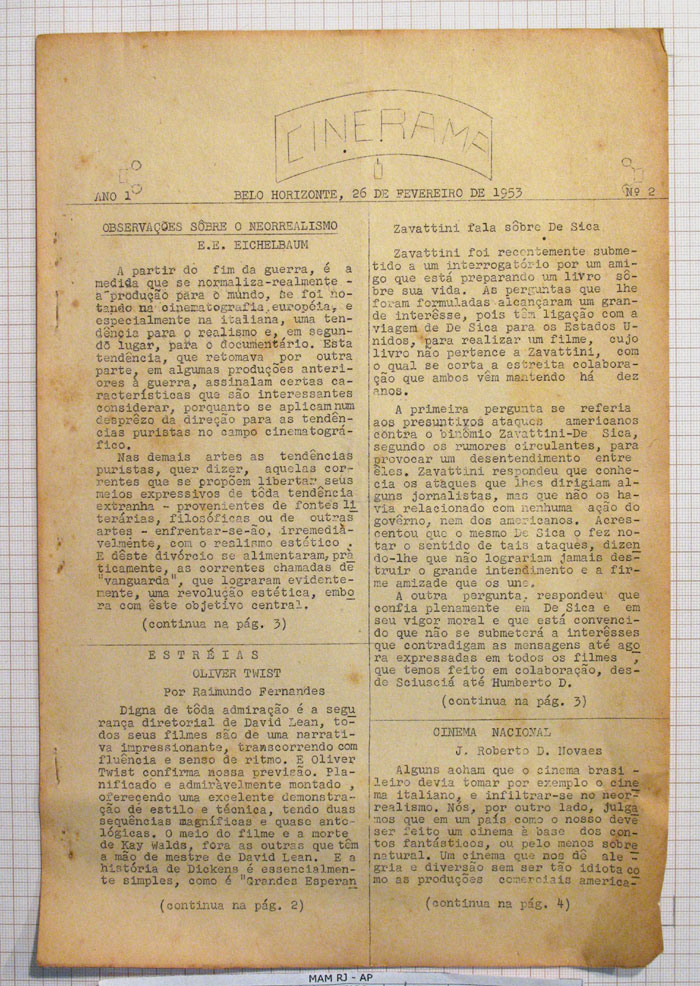 CINERAMA
ANO 1
BELO HORIZONTE, 26 DE FEVEREIRO DE 1953
Nº 2
OBSERVAÇÕES SÔBRE O NEORREALISMO
E.E. EICHELBAUM
A partir do fim da guerra, é a
medida que se normaliza-realmente -
a produção para o mundo, he foi no-
tando na cinematografia européia, e
especialmente na italiana, uma ten-
dência para o realismo e, em segun-
dô lugar, para o documentário. Esta
tendência, que retomava por outra
parte, em algumas produções anteri-
ores à guerra, assinalam certas ca-
racterísticas que são interessantes
considerar, porquanto se aplicam num
desprêzo da direção para as tendên-
cias puristas no campo cinematográ-
fico.
Nas demais artes as tendências
puristas, quer dizer, aquelas cor-
rentes que se propõem libertar seus
meios expressivos de tôda tendência
extranha - provenientes de fontes li
terárias, filosóficas ou de outras
artes - enfrentar-se-ão, irremedià-
velmente, com o realismo estético .
E dêste divórcio se alimentaram, prà
ticamente, as correntes chamadas de
"vanguarda", que lograram evidente-
mente, uma revolução estética, embo
ra com êste objetivo central.
(continua na pág. 3)
E S T R É I A S
OLIVER TWIST
Por Raimundo Fernandes
Digna de tôda admiração é a segu
rança diretorial de David Lean, to-
dos seus filmes são de uma narrati-
va impressionante, transcorrendo com
fluência e senso de ritmo. E Oliver
Twist confirma nossa previsão. Pla-
nificado e admiràvelmente montado ,
oferecendo uma excelente demonstra-
ção de estilo e técnica, tendo duas
sequências magníficas e quase anto-
lógicas. O meio do filme e a morte
de Kay Walds, fora as outras que têm
a mão de mestre de David Lean. E a
história de Dickens é essencialmen-
te simples, como é "Grandes Esperan
(continua na pág. 2)
Zavattini fala sôbre De Sica
Zavattini foi recentemente subme-
tido a um interrogatório por um ami-
go que está preparando um livro sô-
bre sua vida. As perguntas que lhe
foram formuladas alcançaram um gran-
de interêsse, pois têm ligação com a
viagem de De Sica para os Estados U-
nidos, para realizar um filme, cujo
livro não pertence a Zavattini, com
o qual se corta a estreita colabora-
ção que ambos vêm mantendo há dez
anos.
A primeira pergunta se referia
aos presuntivos ataques americanos
contra o binômio Zavattini-De Sica,
segundo os rumores circulantes, para
provocar um desentendimento entre
êles. Zavattini respondeu que conhe-
cia os ataques que lhes dirigiam al-
guns jornalistas, mas que não os ha-
via relacionado com nenhuma ação do
govêrno, nem dos americanos. Acres-
centou que o mesmo De Sica o fez no-
tar o sentido de tais ataques, dizen
do-lhe que não lograriam jamais des-
truir o grande intendimento e a fir-
me amizade que os une.
A outra pergunta, respondeu que
confia plenamente em De Sica e em
seu vigor moral e que está convenci-
do que não se submeterá a interêsses
que contradigam as mensagens até ago
ra expressadas em todos os filmes ,
que temos feito em colaboração, des-
de Sciusciá até Humberto D.
(continua na pág. 3)
CINEMA NACIONAL
J. Roberto D. Novaes
Alguns acham que o cinema brasi -
leiro devia tomar por exemplo o cine
ma italiano, e infiltrar-se no neor-
realismo. Nós, por outro lado, julga
mos que em um país como o nosso deve
ser feito um cinema à base dos con-
tos fantásticos, ou pelo menos sobre
natural. Um cinema que nos dê ale -
gria e diversão sem ser tão idiota co
mo as produções comerciais america-
(continua na pág. 4)
MAM RJ - AP